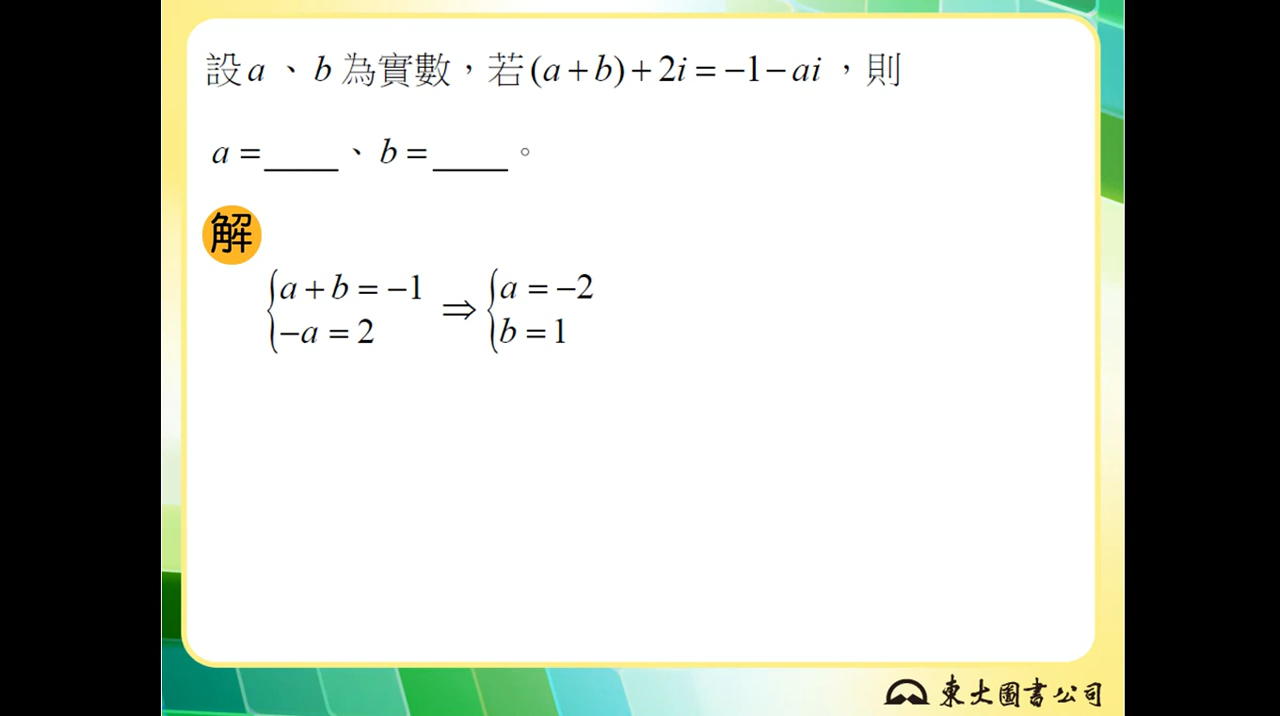 設a、b為實數，若(a+b)+2i=-1-ai，則
a=____、b=____。
解
{a+b=-1 ⇒ {a=-2
{-a=2 {b=1
東大圖書公司